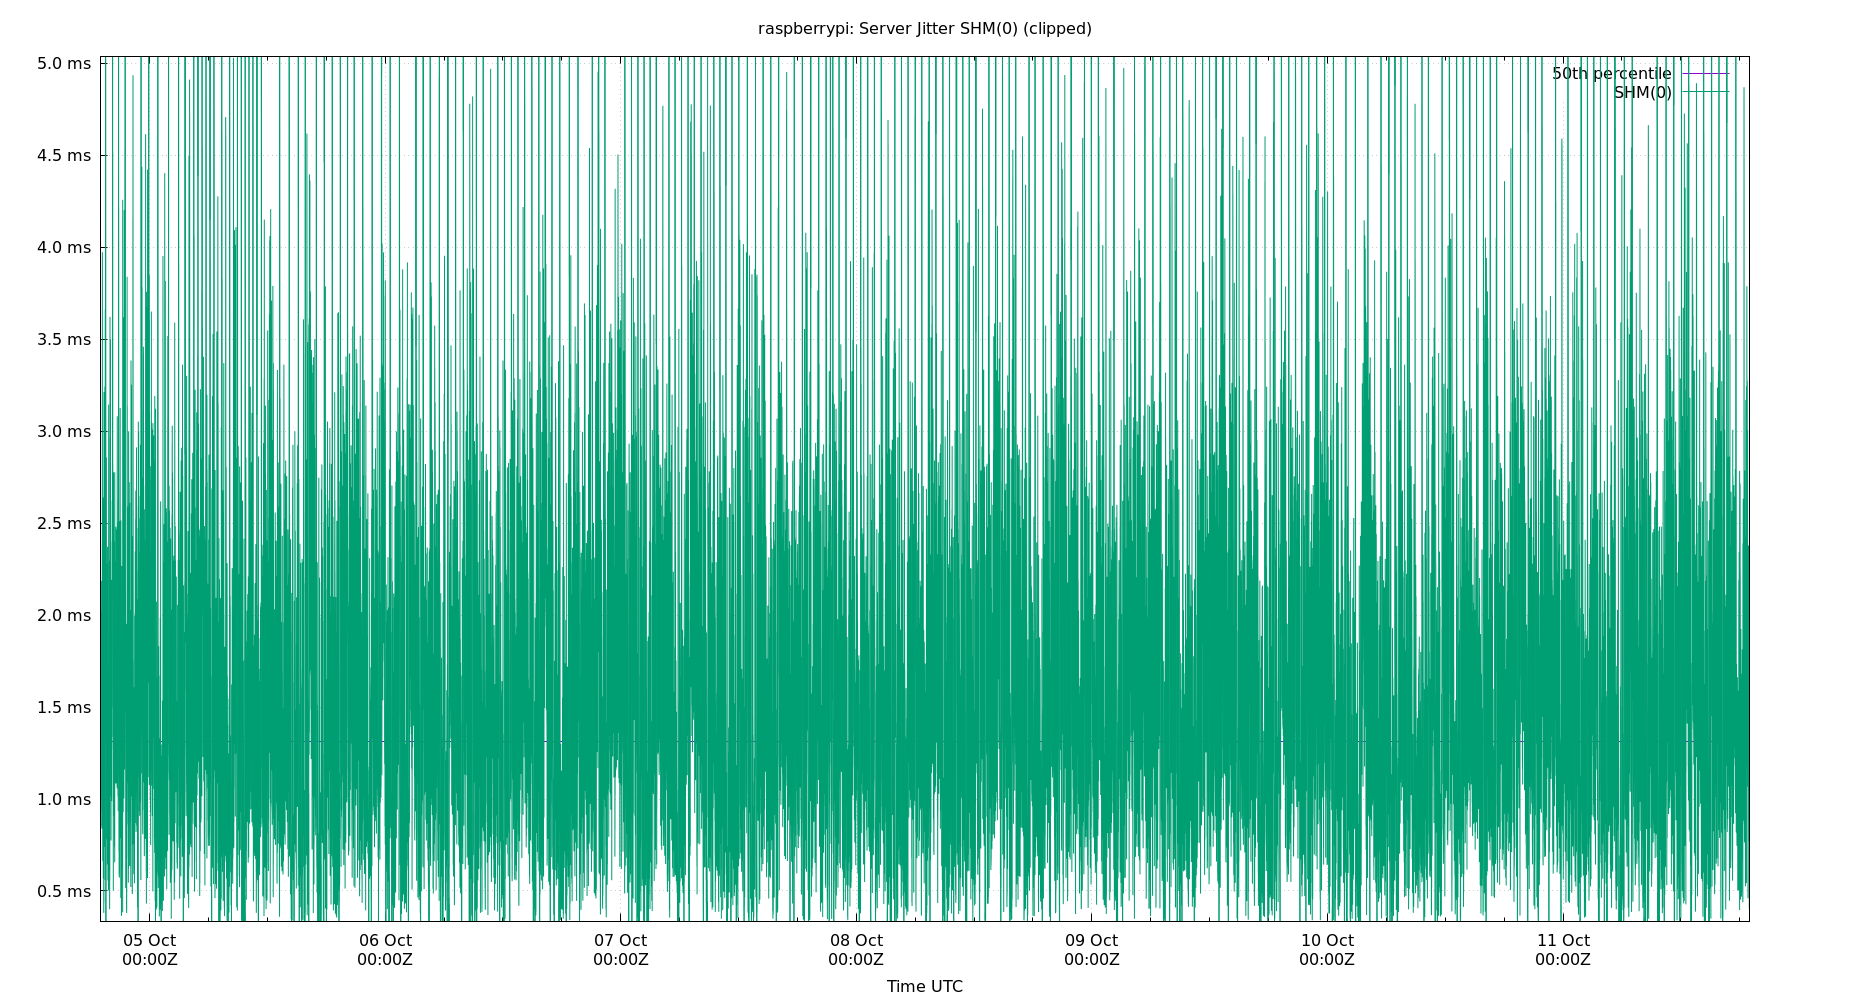 raspberrypi: Server Jitter SHM(0) (clipped)
5.0 ms
50th percentile
SHM(0)
4.5 ms
4.0 ms
3.5 ms
3.0 ms
2.5 ms
2.0 ms
1.5 ms
1.0 ms
0.5 ms
05 Oct 06 Oct 07 Oct 08 Oct 09 Oct 10 Oct 11 Oct
00:00Z 00:00Z 00:00Z 00:00Z 00:00Z 00:00Z 00:00Z
Time UTC